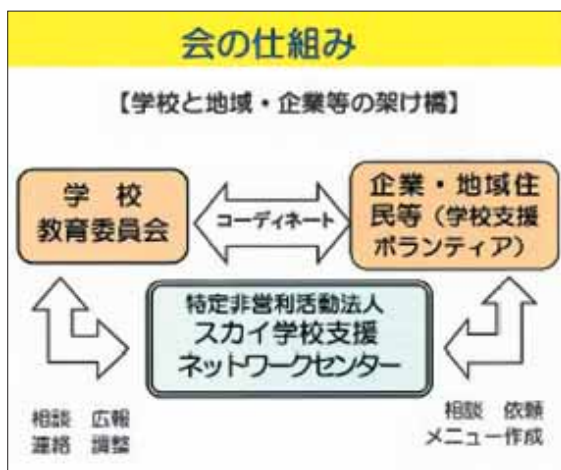 会の仕組み
【学校と地域・企業等の架け橋】
学 校
教育委員会
コーディネート
企業・地域住
民等(学校支援
ボランティア)
特定非営利活動法人
スカイ学校支援
ネットワークセンター
相談 広報
連絡 調整
相談 依頼
メニュー作成